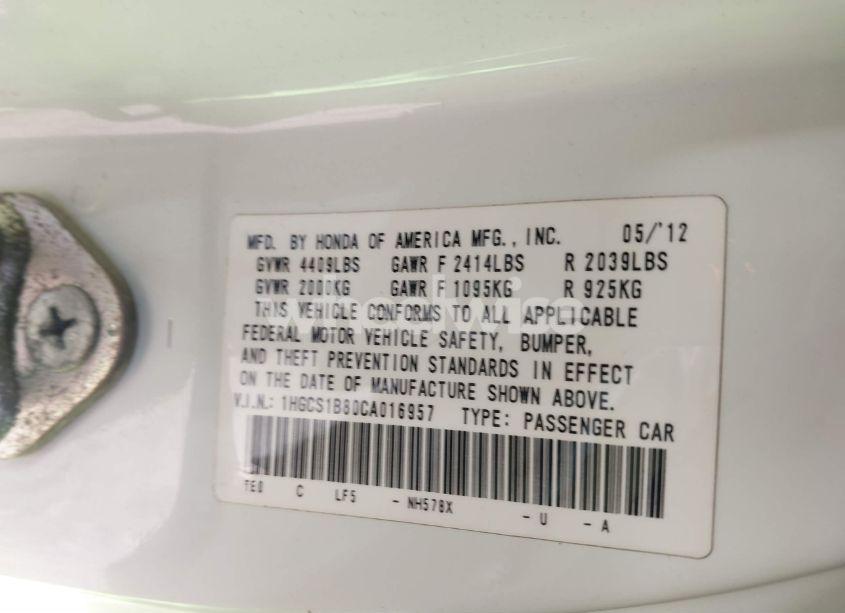 MFD. BY HONDA OF AMERICA MFG., INC. 05/'12
GVWR 4409LBS GAWR F 2414LBS R 2039LBS
GVWR 2000KG GAWR F 1095KG R 925KG
THIS VEHICLE CONFORMS TO ALL APPLICABLE
FEDERAL MOTOR VEHICLE SAFETY, BUMPER,
AND THEFT PREVENTION STANDARDS IN EFFECT
ON THE DATE OF MANUFACTURE SHOWN ABOVE.
V.I.N.: 1HGCS1B80CA016957 TYPE: PASSENGER CAR
TE0 C LF5 - NH578X - U - A